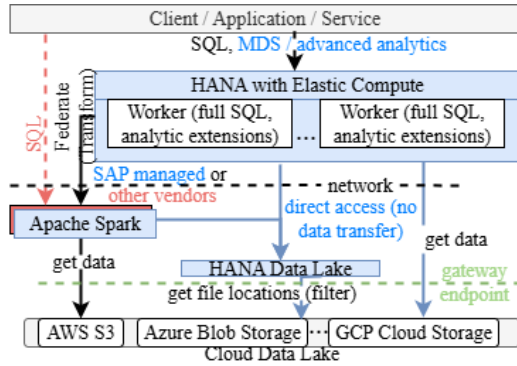 Client / Application / Service
SQL, MDS / advanced analytics
HANA with Elastic Compute
SQL
Federate
(Transform)
Worker (full SQL,
analytic extensions)
...
Worker (full SQL,
analytic extensions)
SAP managed or
other vendors
network
direct access (no
data transfer)
Apache Spark
get data
get data
HANA Data Lake
gateway
endpoint
get file locations (filter)
AWS S3
Azure Blob Storage
...
GCP Cloud Storage
Cloud Data Lake